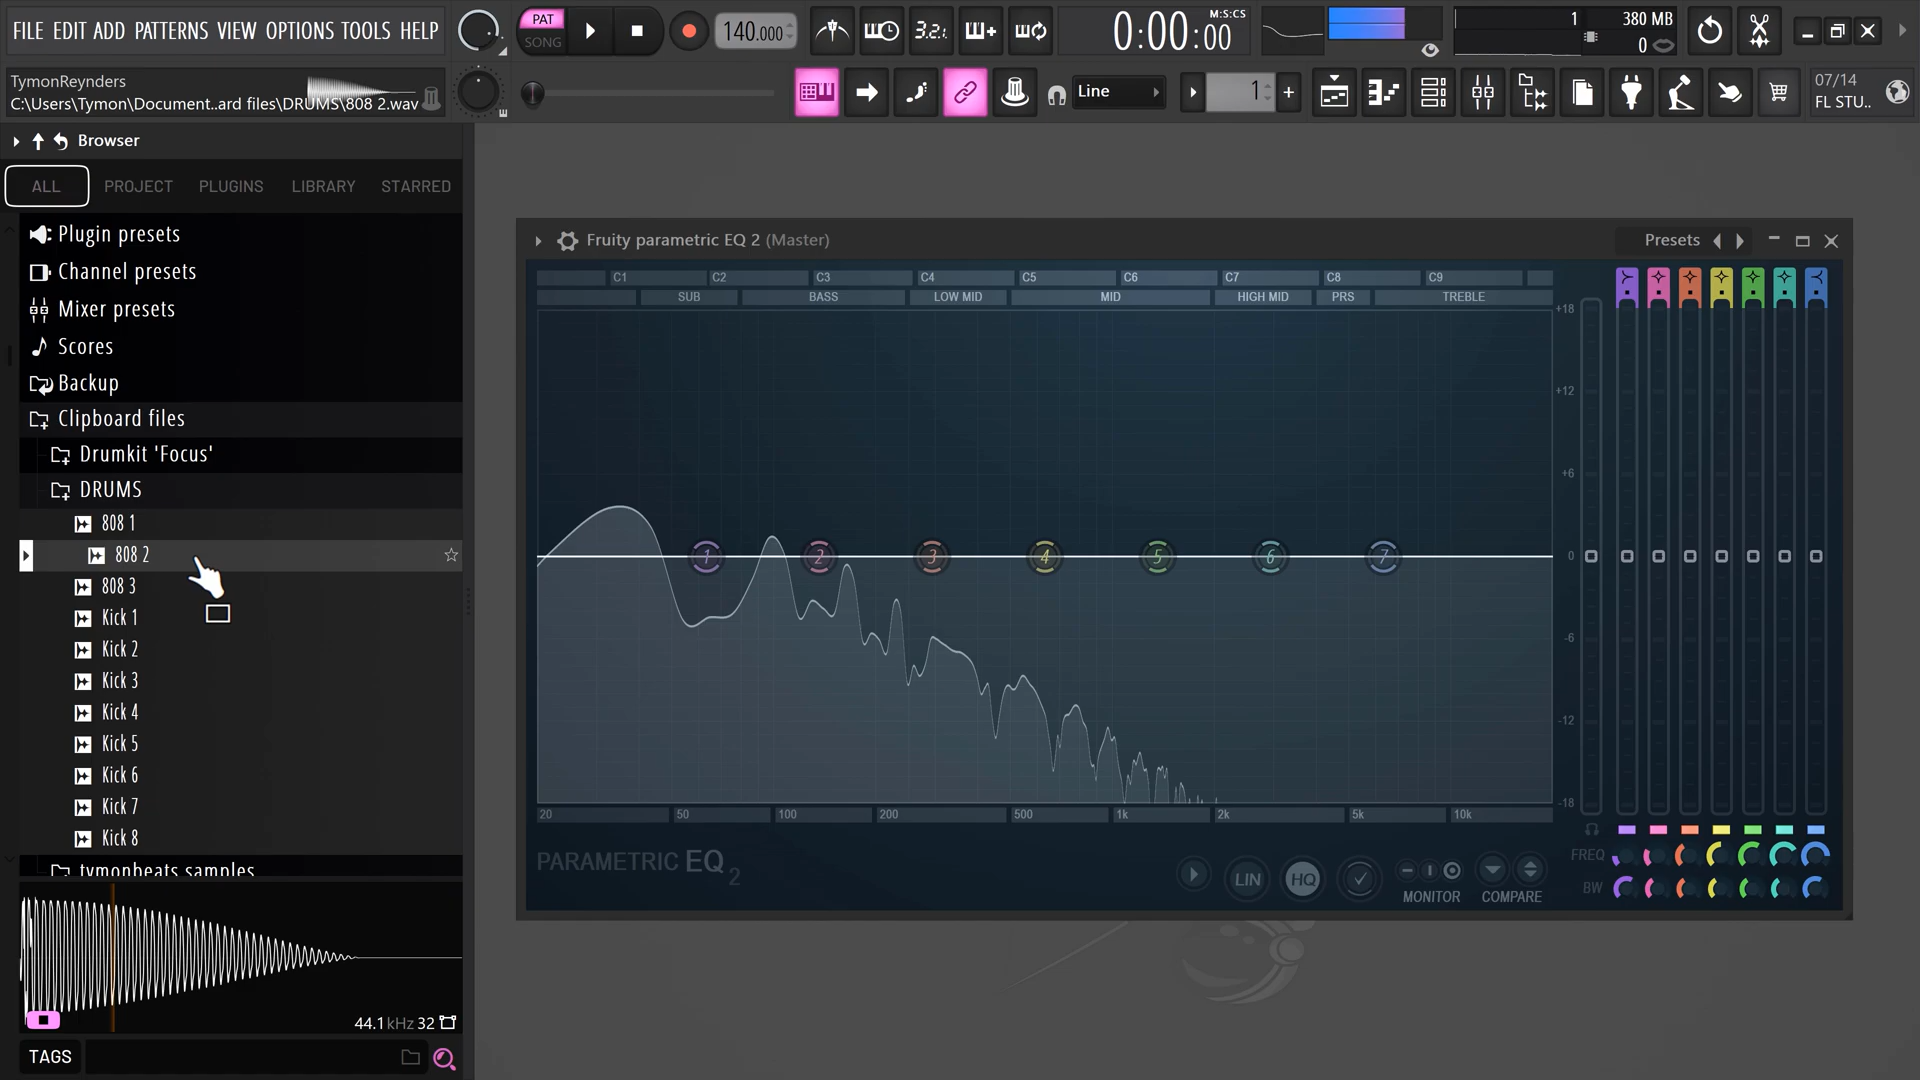 FILE EDIT ADD PATTERNS VIEW OPTIONS TOOLS HELP
PAT
SONG
140.000
3.2.
0:00:00
M:S:CS
1
380 MB
0
TymonReynders
C:\Users\Tymon\Document..ard files\DRUMS\808 2.wav
Line
1
07/14
FL STU..
Browser
ALL
PROJECT
PLUGINS
LIBRARY
STARRED
Plugin presets
Channel presets
Mixer presets
Scores
Backup
Clipboard files
Drumkit 'Focus'
DRUMS
808 1
808 2
808 3
Kick 1
Kick 2
Kick 3
Kick 4
Kick 5
Kick 6
Kick 7
Kick 8
tymonbeats samples
44.1kHz 32
TAGS
Fruity parametric EQ 2 (Master)
Presets
C1 C2 C3 C4 C5 C6 C7 C8 C9
SUB BASS LOW MID MID HIGH MID PRS TREBLE
+18
+12
+6
0
-6
-12
-18
1 2 3 4 5 6 7
20 50 100 200 500 1k 2k 5k 10k
PARAMETRIC EQ 2
LIN
HQ
MONITOR
COMPARE
FREQ
BW